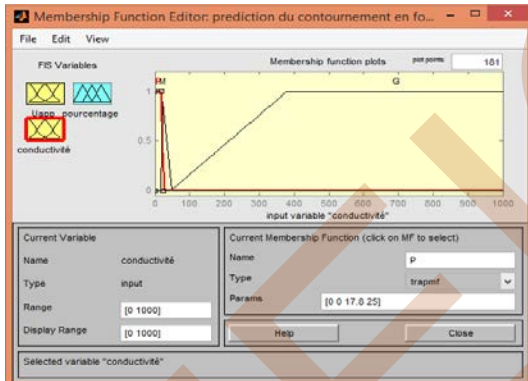 Membership Function Editor: prediction du contournement en fo...
File Edit View
FIS Variables
Membership function plots
plot points:
181
Uapp
pourcentage
conductivité
PM
G
1
0.5
0
0 100 200 300 400 500 600 700 800 900 1000
input variable "conductivité"
Current Variable
Name conductivité
Type input
Range [0 1000]
Display Range [0 1000]
Current Membership Function (click on MF to select)
Name P
Type trapmf
Params [0 0 17.8 25]
Help Close
Selected variable "conductivité"